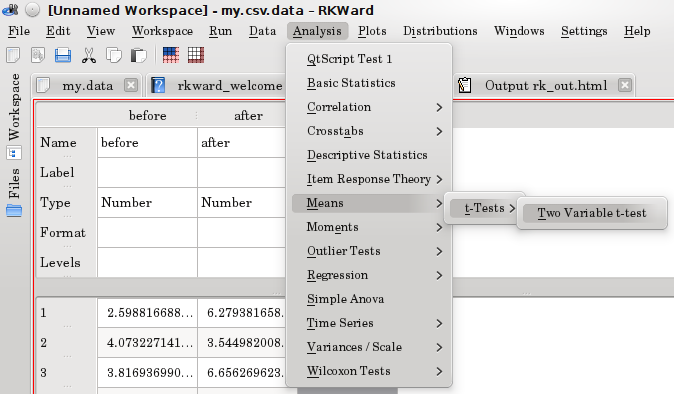 [Unnamed Workspace] - my.csv.data - RKWard
File Edit View Workspace Run Data Analysis Plots Distributions Windows Settings Help
my.data rkward_welcome Output rk_out.html
Workspace
Files
before after
Name before after
Label
Type Number Number
Format
Levels
1 2.598816688... 6.279381658...
2 4.073227141... 3.544982008...
3 3.816936990... 6.656269623...
QtScript Test 1
Basic Statistics
Correlation
Crosstabs
Descriptive Statistics
Item Response Theory
Means
Moments
Outlier Tests
Regression
Simple Anova
Time Series
Variances / Scale
Wilcoxon Tests
t-Tests
Two Variable t-test